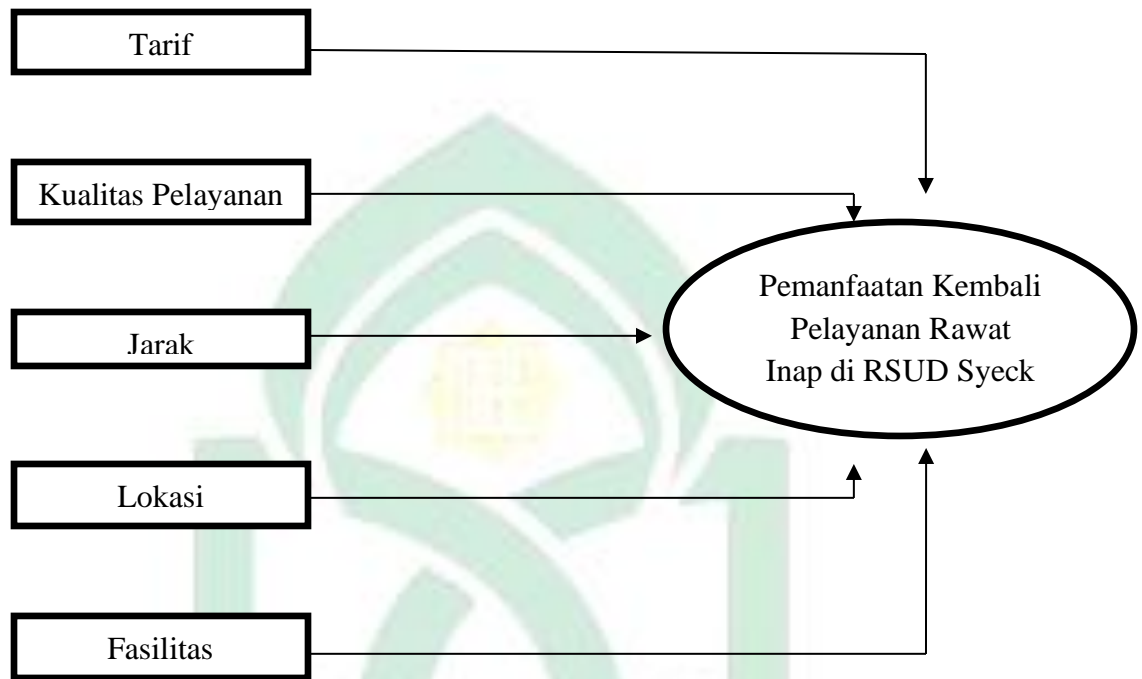 Tarif
Kualitas Pelayanan
Jarak
Lokasi
Fasilitas
Pemanfaatan Kembali
Pelayanan Rawat
Inap di RSUD Syeck